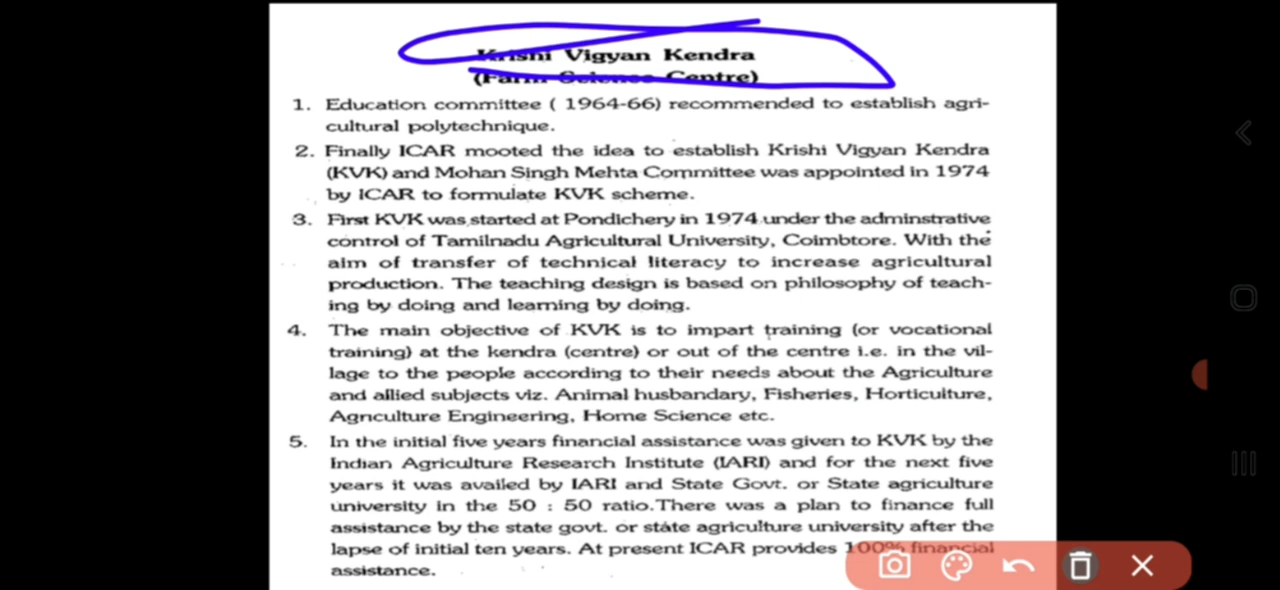 Krishi Vigyan Kendra
(Farm Science Centre)
1. Education committee ( 1964-66) recommended to establish agri-
cultural polytechnique.
2. Finally ICAR mooted the idea to establish Krishi Vigyan Kendra
(KVK) and Mohan Singh Mehta Committee was appointed in 1974
by ICAR to formulate KVK scheme.
3. First KVK was started at Pondichery in 1974 under the adminstrative
control of Tamilnadu Agricultural University, Coimbtore. With the
aim of transfer of technical literacy to increase agricultural
production. The teaching design is based on philosophy of teach-
ing by doing and learning by doing.
4. The main objective of KVK is to impart training (or vocational
training) at the kendra (centre) or out of the centre i.e. in the vil-
lage to the people according to their needs about the Agriculture
and allied subjects viz. Animal husbandary, Fisheries, Horticulture,
Agriculture Engineering, Home Science etc.
5. In the initial five years financial assistance was given to KVK by the
Indian Agriculture Research Institute (IARI) and for the next five
years it was availed by IARI and State Govt. or State agriculture
university in the 50 : 50 ratio.There was a plan to finance full
assistance by the state govt. or state agriculture university after the
lapse of initial ten years. At present ICAR provides 100% financial
assistance.